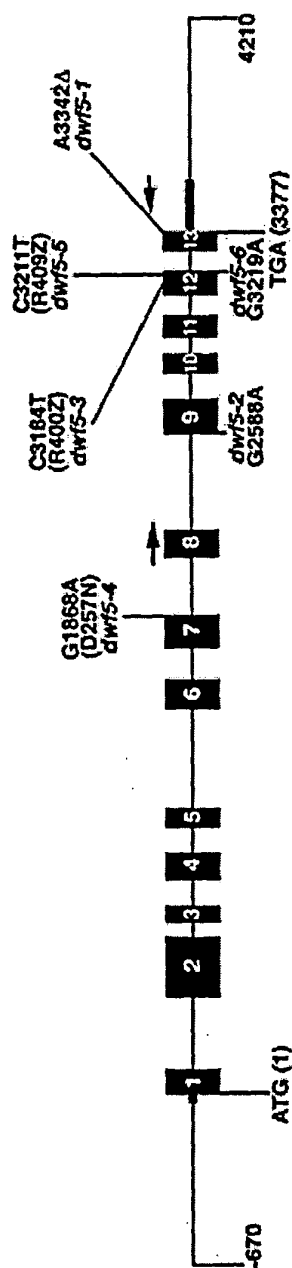 G1868A
(D257N)
dwf5-4
C3184T
(R400Z)
dwf5-3
C3211T
(R409Z)
dwf5-5
A3342Δ
dwf5-1
1
2
3
4
5
6
7
8
9
10
11
12
13
-670
ATG (1)
dwf5-2
G2588A
dwf5-6
G3219A
TGA (3377)
4210